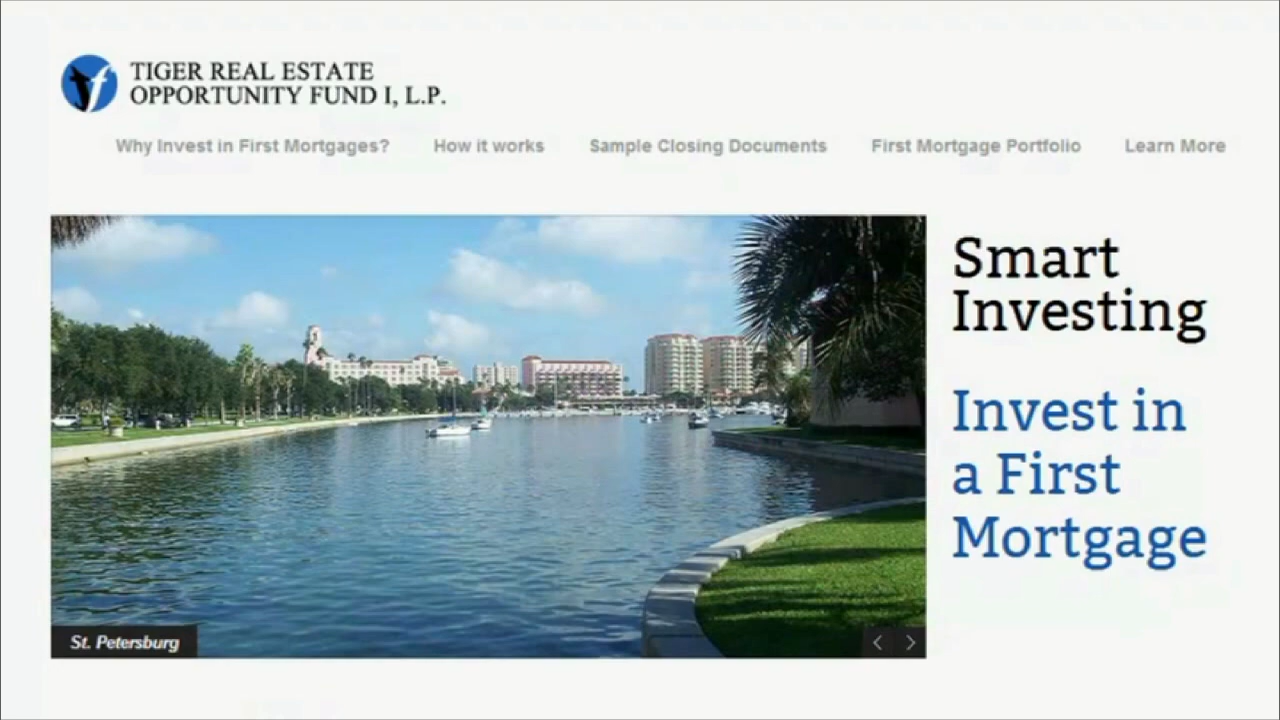 TIGER REAL ESTATE
OPPORTUNITY FUND I, L.P.
Why Invest in First Mortgages? How it works Sample Closing Documents First Mortgage Portfolio Learn More
Smart
Investing
Invest in
a First
Mortgage
St. Petersburg